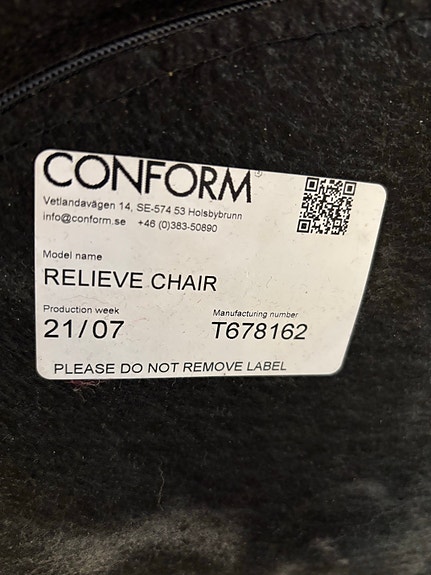 CONFORM®
Vetlandavägen 14, SE-574 53 Holsbybrunn
info@conform.se +46 (0)383-50890
Model name
RELIEVE CHAIR
Production week Manufacturing number
21/07 T678162
PLEASE DO NOT REMOVE LABEL